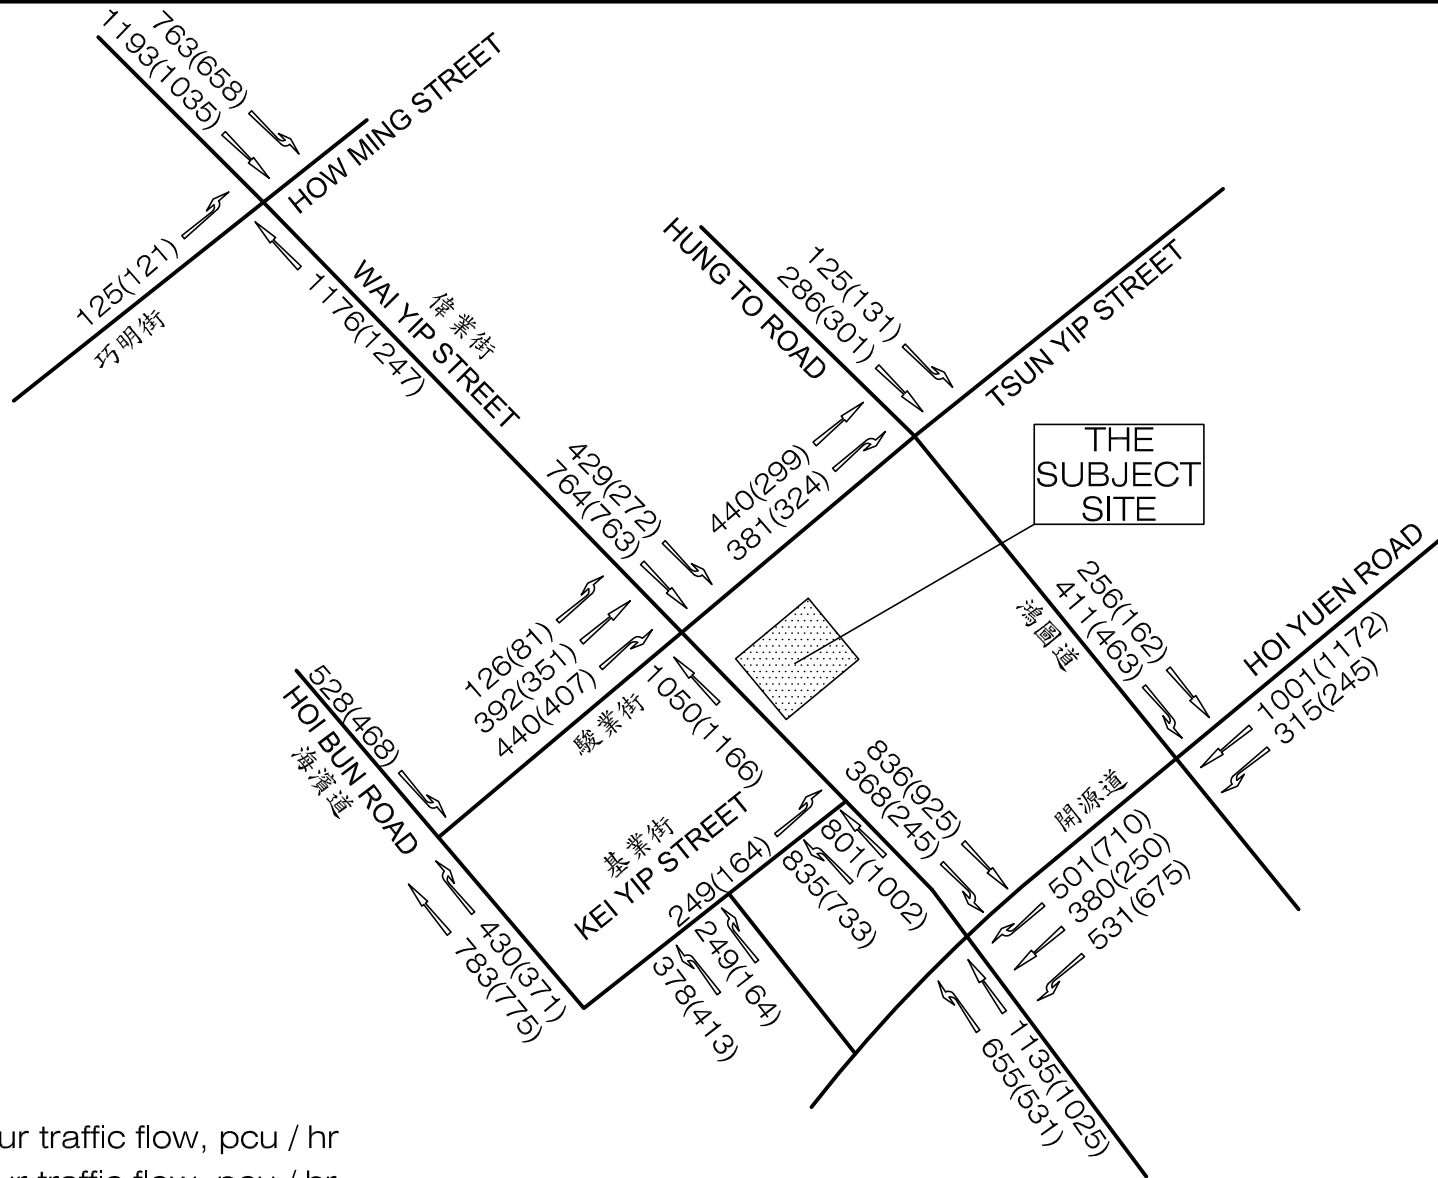 763(658)
1193(1035)
HOW MING STREET
125(121)
巧明街
1176(1247)
WAI YIP STREET
偉業街
HUNG TO ROAD
125(131)
286(301)
TSUN YIP STREET
440(299)
381(324)
429(272)
764(763)
THE
SUBJECT
SITE
126(81)
392(351)
440(407)
駿業街
1050(1166)
鴻圖道
256(162)
411(463)
HOI YUEN ROAD
1001(1172)
315(245)
528(468)
HOI BUN ROAD
海濱道
基業街
KEI YIP STREET
249(164)
836(925)
368(245)
開源道
801(1002)
835(733)
501(710)
380(250)
531(675)
430(371)
783(775)
249(164)
378(413)
1135(1025)
655(531)
ur traffic flow, pcu / hr
ur traffic flow, pcu / hr